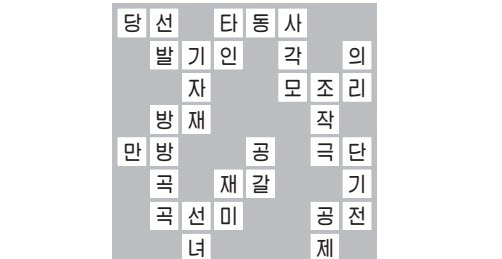 당선 타동사
발기인 각 의
자 모조리
방재 작
만방 공 극단
곡 재갈 기
곡선미 공전
녀 제